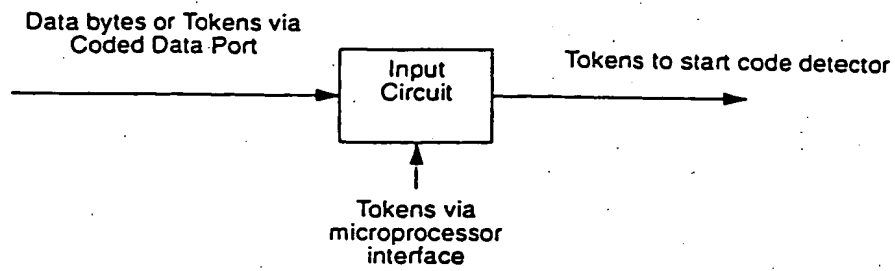 Data bytes or Tokens via
Coded Data Port
Input
Circuit
Tokens to start code detector
Tokens via
microprocessor
interface